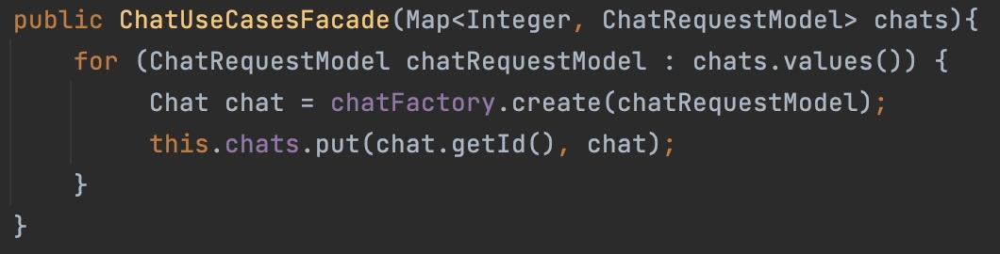 public ChatUseCasesFacade(Map<Integer, ChatRequestModel> chats){
for (ChatRequestModel chatRequestModel : chats.values()) {
Chat chat = chatFactory.create(chatRequestModel);
this.chats.put(chat.getId(), chat);
}
}